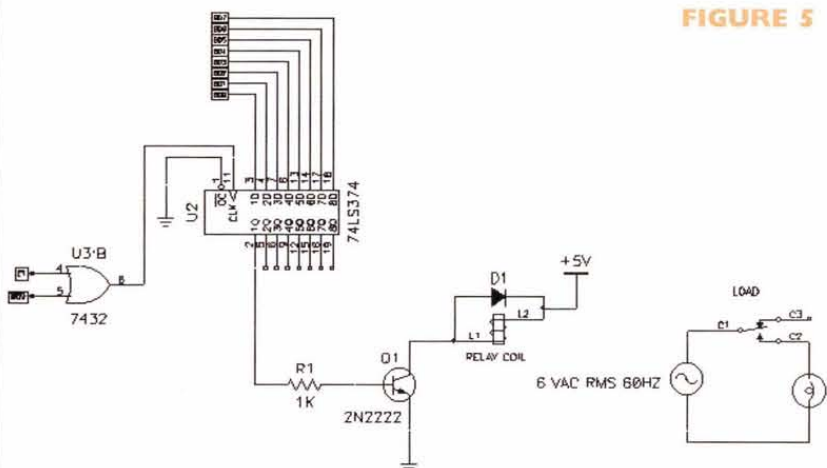 FIGURE 5
1
11
3 4 7 8 13 14 17 18
U2
OC
CLK
1D 2D 3D 4D 5D 6D 7D 8D
1Q 2Q 3Q 4Q 5Q 6Q 7Q 8Q
74LS374
2 5 6 9 12 15 16 19
U3:B
4
5
6
7432
+5V
D1
L2
L1
RELAY COIL
LOAD
C1
C3
C2
Q1
R1
1K
2N2222
6 VAC RMS 60HZ